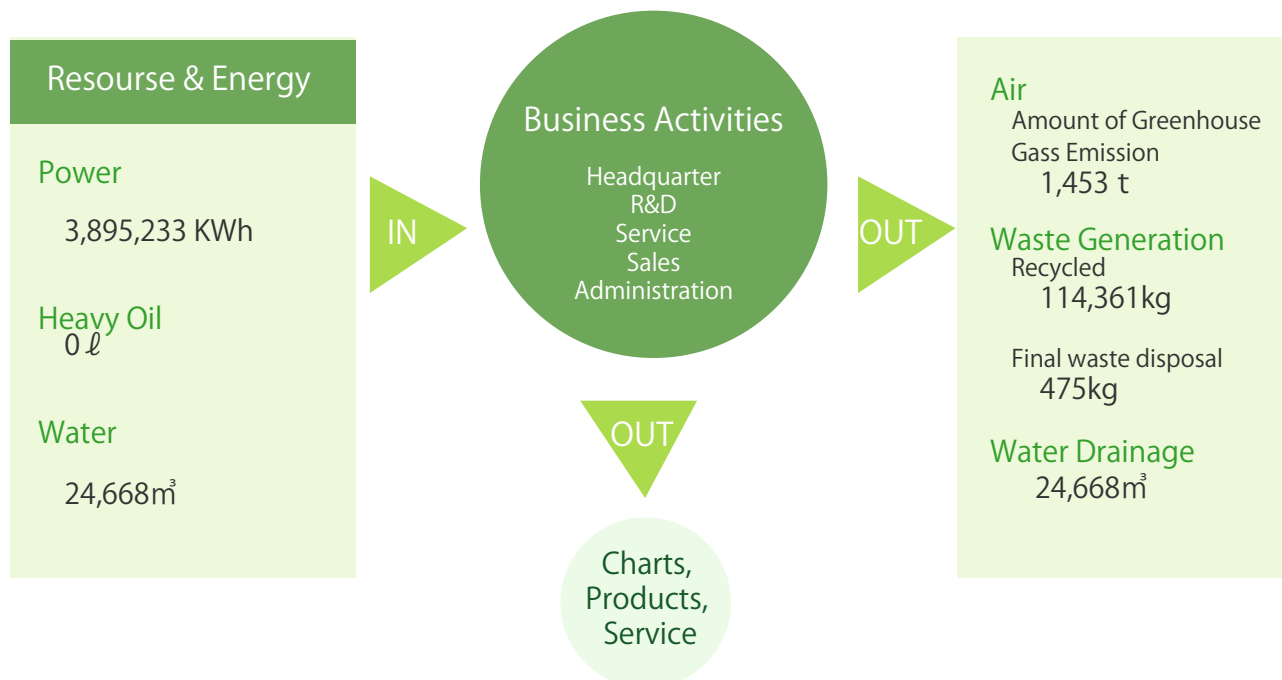 Resourse & Energy
Power
3,895,233 KWh
Heavy Oil
0 ℓ
Water
24,668㎥
IN
Business Activities
Headquarter
R&D
Service
Sales
Administration
OUT
Charts,
Products,
Service
OUT
Air
Amount of Greenhouse
Gass Emission
1,453 t
Waste Generation
Recycled
114,361kg
Final waste disposal
475kg
Water Drainage
24,668㎥